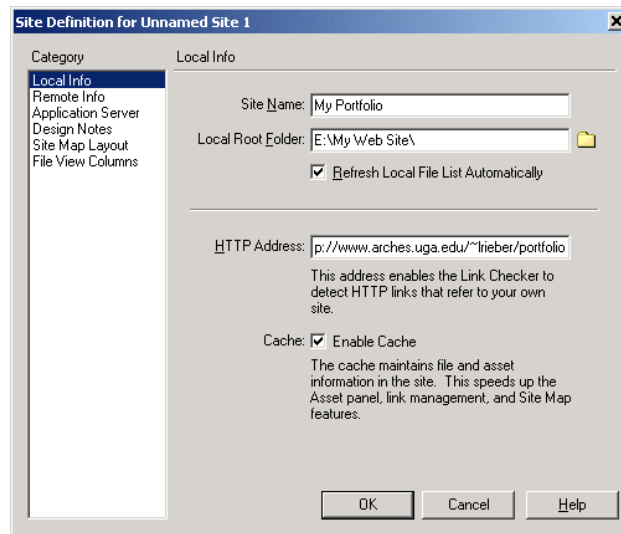 Site Definition for Unnamed Site 1
Category
Local Info
Remote Info
Application Server
Design Notes
Site Map Layout
File View Columns
Local Info
Site Name: My Portfolio
Local Root Folder: E:\My Web Site\
Refresh Local File List Automatically
HTTP Address: p://www.arches.uga.edu/~lrieber/portfolio
This address enables the Link Checker to
detect HTTP links that refer to your own
site.
Cache: Enable Cache
The cache maintains file and asset
information in the site. This speeds up the
Asset panel, link management, and Site Map
features.
OK Cancel Help